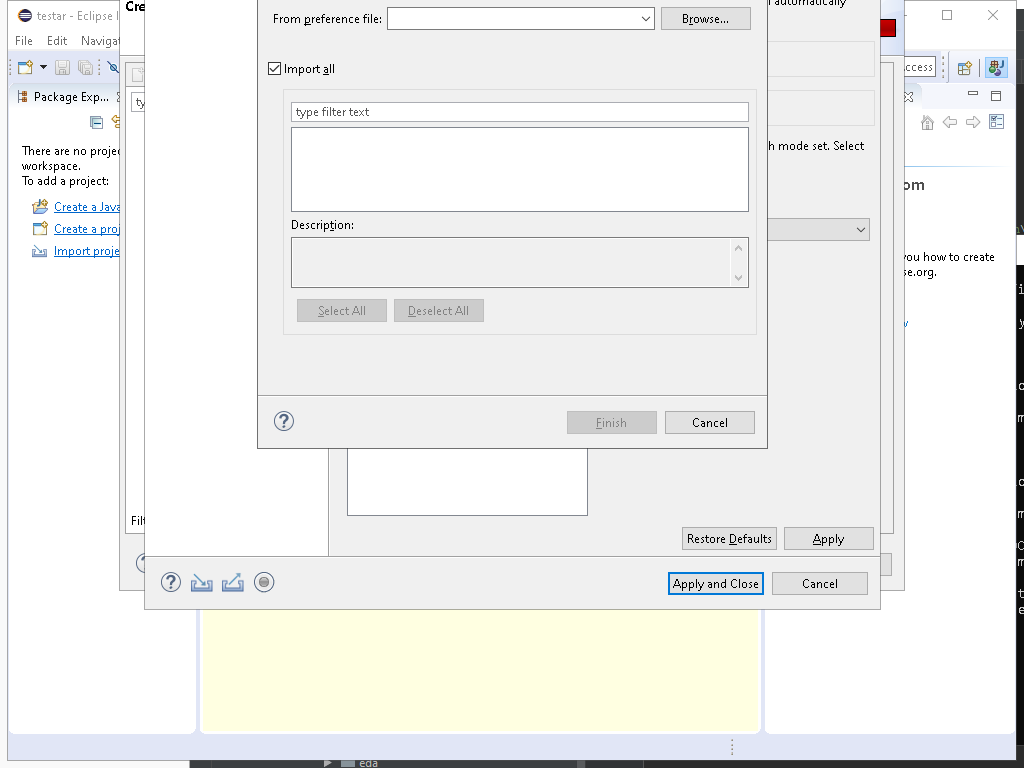 testar - Eclipse I
Cre
File Edit Navigat
Package Exp...
There are no proje
workspace.
To add a project:
Create a Java
Create a proj
Import proje
ty
Filt
From preference file:
Browse...
Import all
type filter text
Description:
Select All
Deselect All
Finish
Cancel
automatically
h mode set. Select
Restore Defaults
Apply
Apply and Close
Cancel
ccess
om
you how to create
se.org.
eda